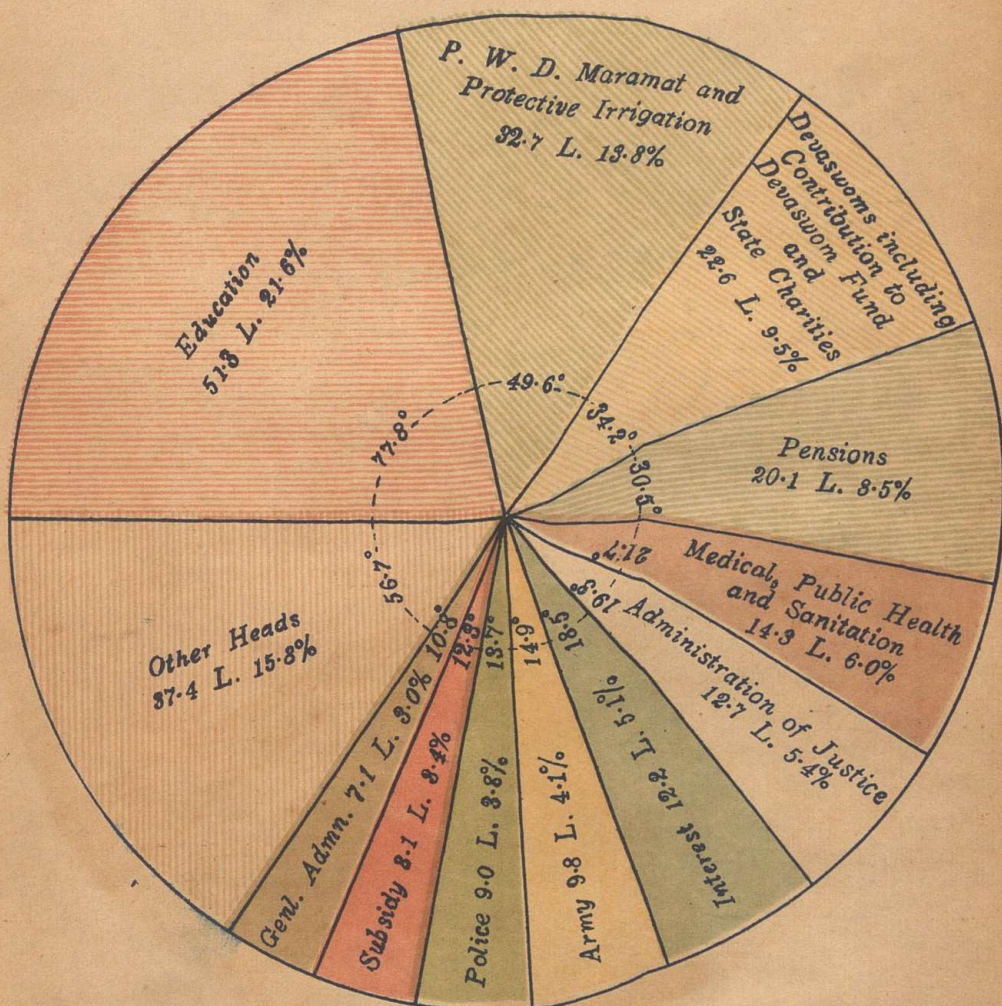 P. W. D. Maramat and
Protective Irrigation
32·7 L. 13·8%
Devaswoms including
Contribution to
Devaswom Fund
and
State Charities
22·6 L. 9·5%
Pensions
20·1 L. 8·5%
Medical, Public Health
and Sanitation
14·3 L. 6·0%
Administration of Justice
12·7 L. 5·4%
Interest 12·2 L. 5·1%
Army 9·8 L. 4·1%
Police 9·0 L. 3·8%
Subsidy 8·1 L. 3·4%
Genl. Admn. 7·1 L. 3·0%
Other Heads
37·4 L. 15·8%
Education
51·3 L. 21·6%
49·6°
34·2°
30·5°
21·7°
19·3°
18·5°
14·9°
13·7°
12·3°
10·8°
56·7°
77·8°